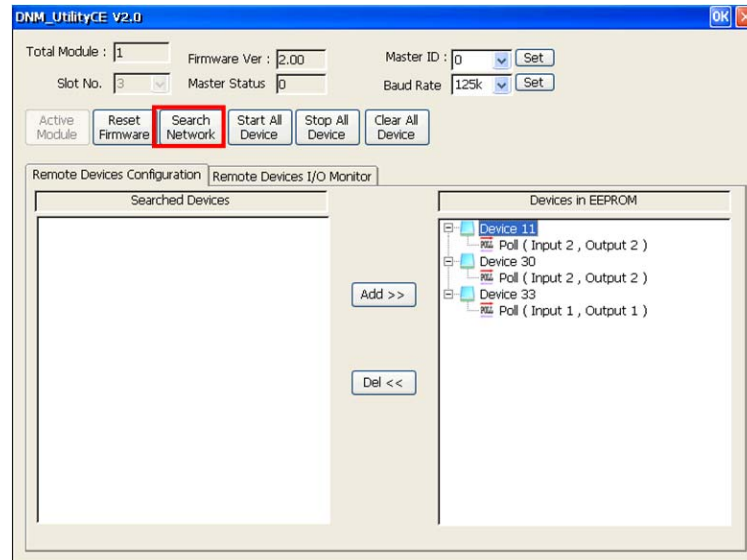 DNM_UtilityCE V2.0 OK
Total Module : 1 Firmware Ver : 2.00 Master ID : 0 Set
Slot No. 3 Master Status 0 Baud Rate 125k Set
Active Module Reset Firmware Search Network Start All Device Stop All Device Clear All Device
Remote Devices Configuration Remote Devices I/O Monitor
Searched Devices
Devices in EEPROM
Device 11
Poll ( Input 2 , Output 2 )
Device 30
Poll ( Input 2 , Output 2 )
Device 33
Poll ( Input 1 , Output 1 )
Add >>
Del <<